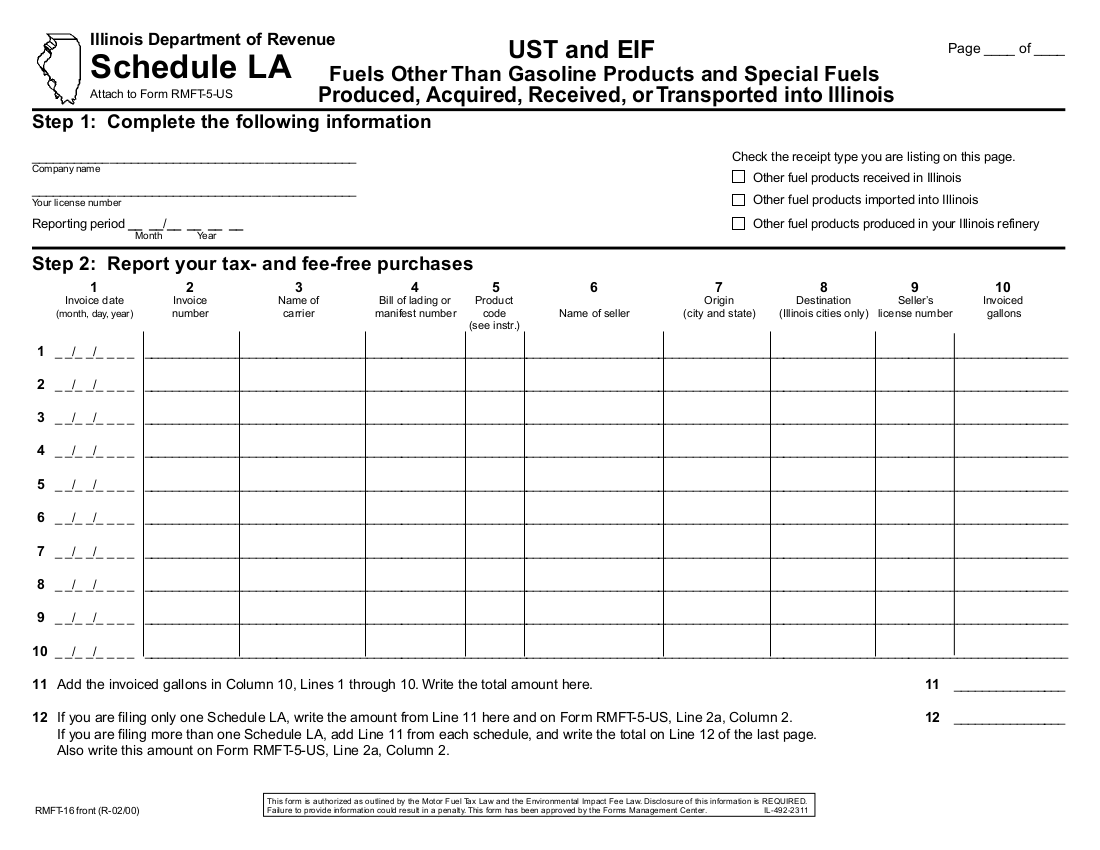 Illinois Department of Revenue
Schedule LA
Attach to Form RMFT-5-US
UST and EIF
Fuels Other Than Gasoline Products and Special Fuels
Produced, Acquired, Received, or Transported into Illinois
Page ____ of ____
Step 1:  Complete the following information
Company name
Your license number
Reporting period __ __/__ __ __ __
Month Year
Check the receipt type you are listing on this page.
Other fuel products received in Illinois
Other fuel products imported into Illinois
Other fuel products produced in your Illinois refinery
Step 2:  Report your tax- and fee-free purchases
1 2 3 4 5 6 7 8 9 10
Invoice date Invoice Name of Bill of lading or Product Origin Destination Seller's Invoiced
(month, day, year) number carrier manifest number code Name of seller (city and state) (Illinois cities only) license number gallons
(see instr.)
1 _ _/_ _/_ _ _ _
2 _ _/_ _/_ _ _ _
3 _ _/_ _/_ _ _ _
4 _ _/_ _/_ _ _ _
5 _ _/_ _/_ _ _ _
6 _ _/_ _/_ _ _ _
7 _ _/_ _/_ _ _ _
8 _ _/_ _/_ _ _ _
9 _ _/_ _/_ _ _ _
10 _ _/_ _/_ _ _ _
11 Add the invoiced gallons in Column 10, Lines 1 through 10. Write the total amount here. 11 ______________
12 If you are filing only one Schedule LA, write the amount from Line 11 here and on Form RMFT-5-US, Line 2a, Column 2. 12 ______________
If you are filing more than one Schedule LA, add Line 11 from each schedule, and write the total on Line 12 of the last page.
Also write this amount on Form RMFT-5-US, Line 2a, Column 2.
RMFT-16 front (R-02/00)
This form is authorized as outlined by the Motor Fuel Tax Law and the Environmental Impact Fee Law. Disclosure of this information is REQUIRED.
Failure to provide information could result in a penalty. This form has been approved by the Forms Management Center. IL-492-2311